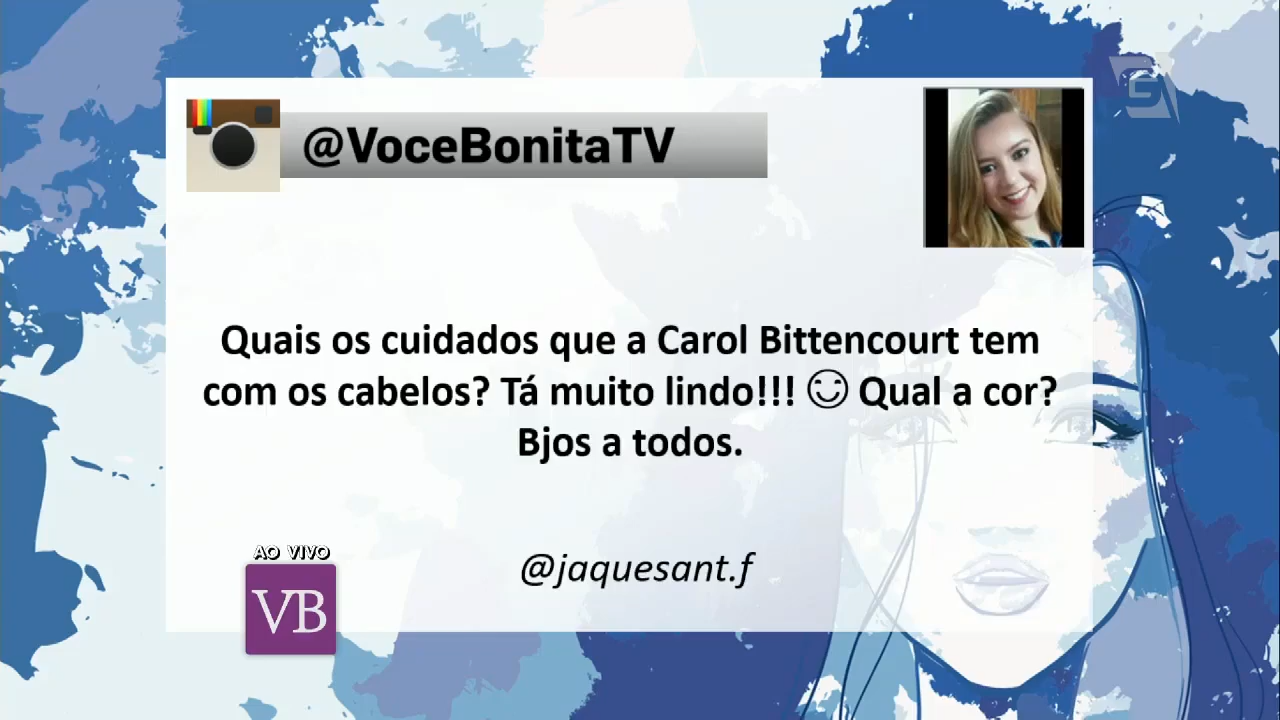 @VoceBonitaTV
Quais os cuidados que a Carol Bittencourt tem
com os cabelos? Tá muito lindo!!! ☺ Qual a cor?
Bjos a todos.
@jaquesant.f
AO VIVO
VB
G